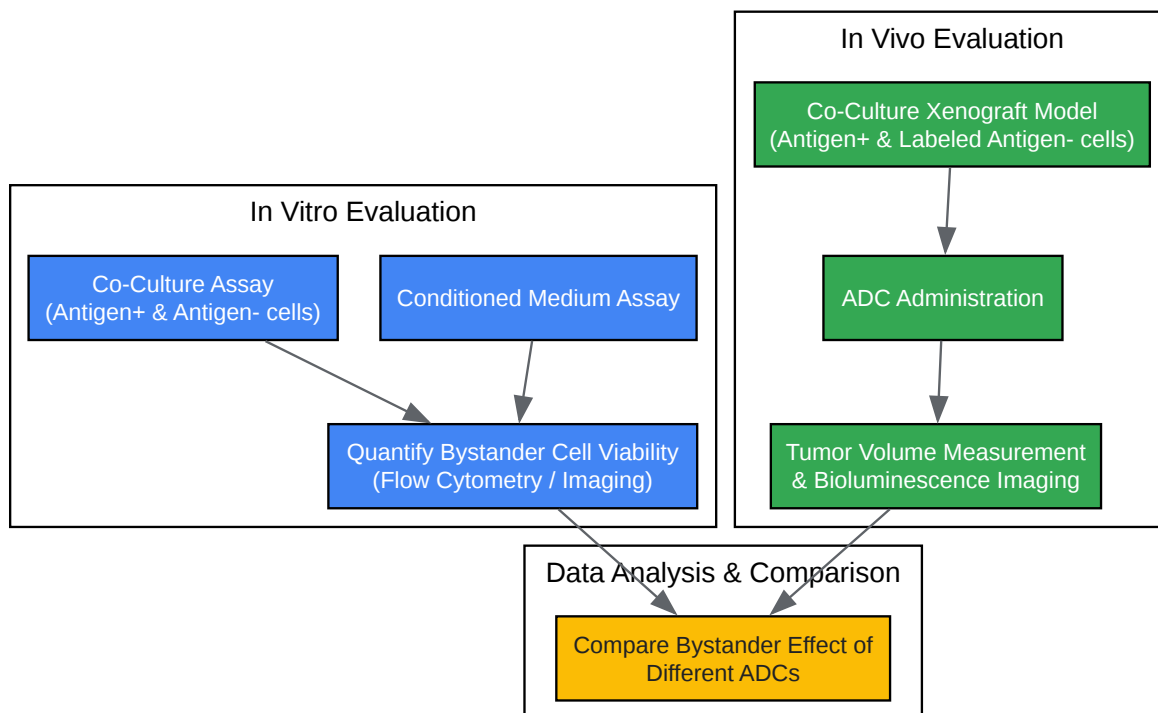 In Vivo Evaluation
Co-Culture Xenograft Model
(Antigen+ & Labeled Antigen- cells)
In Vitro Evaluation
Co-Culture Assay
(Antigen+ & Antigen- cells)
Conditioned Medium Assay
ADC Administration
Quantify Bystander Cell Viability
(Flow Cytometry / Imaging)
Tumor Volume Measurement
& Bioluminescence Imaging
Data Analysis & Comparison
Compare Bystander Effect of
Different ADCs